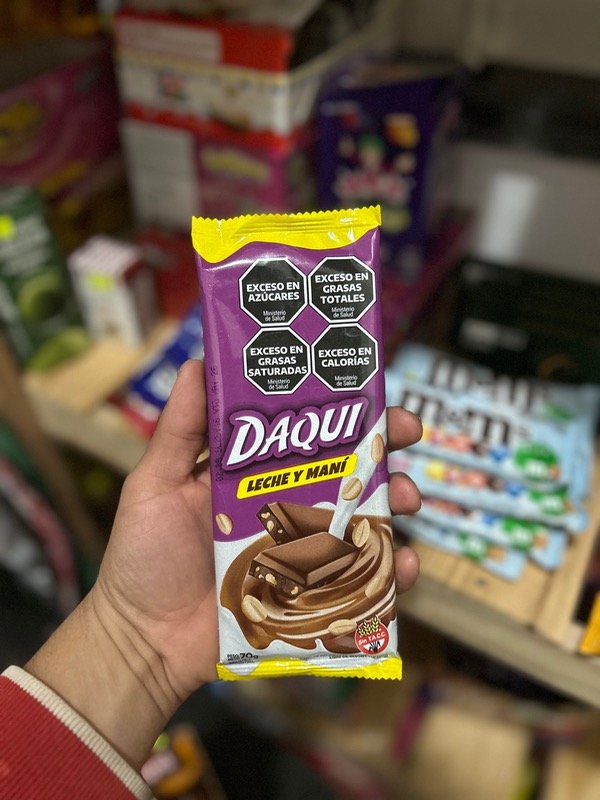 EXCESO EN
AZÚCARES
Ministerio
de Salud
EXCESO EN
GRASAS
TOTALES
Ministerio
de Salud
EXCESO EN
GRASAS
SATURADAS
Ministerio
de Salud
EXCESO EN
CALORÍAS
Ministerio
de Salud
DAQUI
LECHE Y MANÍ
Sin T.A.C.C.
70g
m&m's